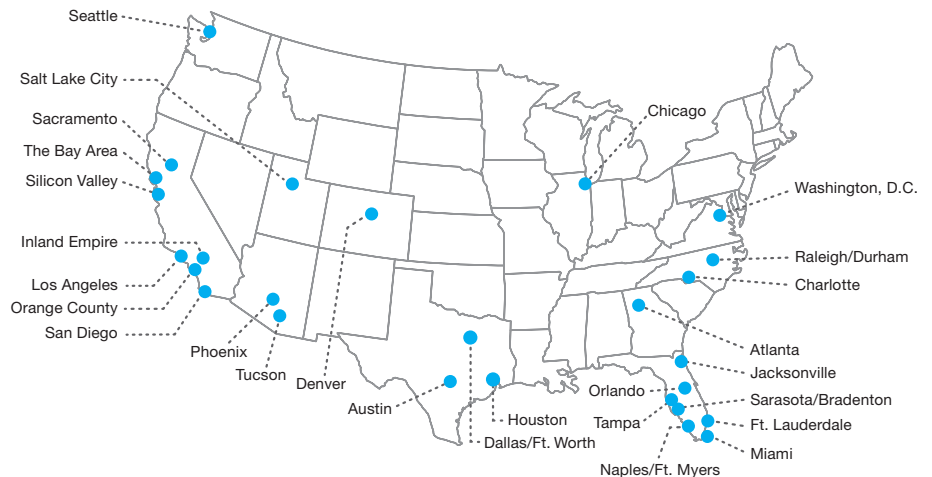 Seattle
Salt Lake City
Sacramento
The Bay Area
Silicon Valley
Inland Empire
Los Angeles
Orange County
San Diego
Phoenix
Tucson
Denver
Austin
Houston
Dallas/Ft. Worth
Chicago
Washington, D.C.
Raleigh/Durham
Charlotte
Atlanta
Jacksonville
Orlando
Sarasota/Bradenton
Tampa
Ft. Lauderdale
Miami
Naples/Ft. Myers